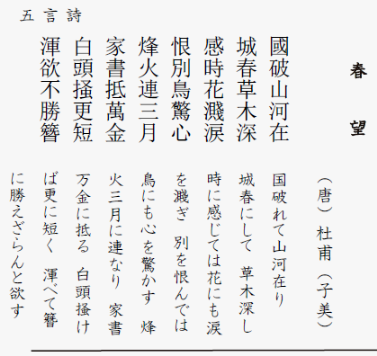 五言詩
春望
(唐)杜甫(子美)
國破山河在
城春草木深
感時花濺涙
恨別鳥驚心
烽火連三月
家書抵萬金
白頭掻更短
渾欲不勝簪
国破れて山河在り
城春にして 草木深し
時に感じては花にも涙
を濺ぎ 別を恨んでは
鳥にも心を驚かす 烽
火三月に連なり 家書
万金に抵る 白頭掻け
ば更に短く 渾べて簪
に勝えざらんと欲す